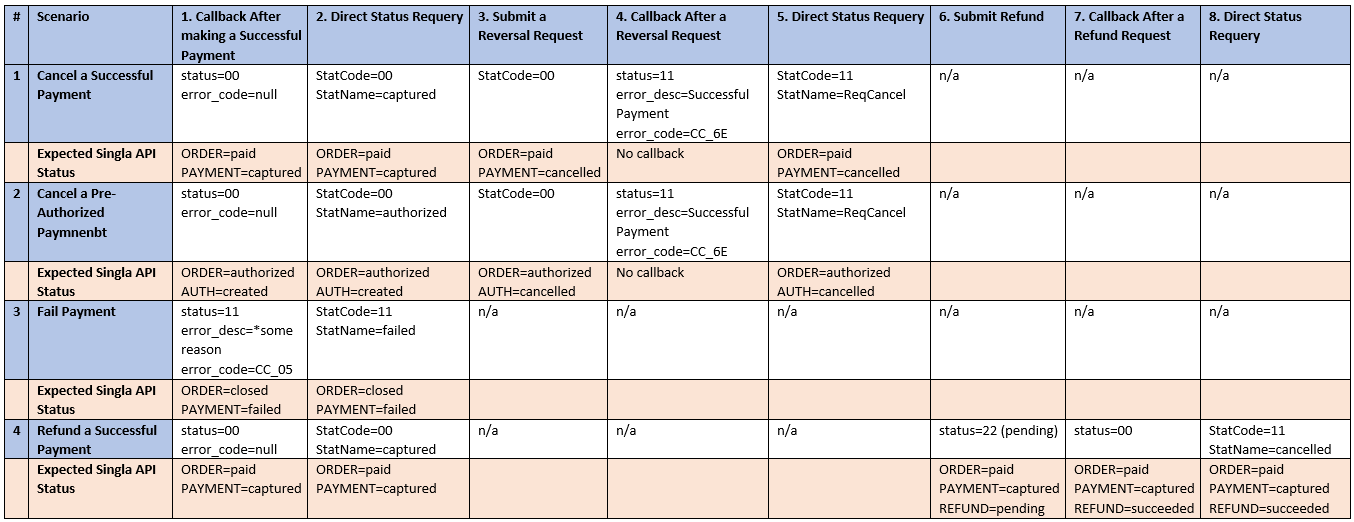 #
Scenario
1. Callback After
making a Successful
Payment
2. Direct Status Requery
3. Submit a
Reversal Request
4. Callback After a
Reversal Request
5. Direct Status Requery
6. Submit Refund
7. Callback After a
Refund Request
8. Direct Status
Requery
1
Cancel a Successful
Payment
status=00
error_code=null
StatCode=00
StatName=captured
StatCode=00
status=11
error_desc=Successful
Payment
error_code=CC_6E
StatCode=11
StatName=ReqCancel
n/a
n/a
n/a
Expected Singla API
Status
ORDER=paid
PAYMENT=captured
ORDER=paid
PAYMENT=captured
ORDER=paid
PAYMENT=cancelled
No callback
ORDER=paid
PAYMENT=cancelled
2
Cancel a Pre-
Authorized
Paymnenbt
status=00
error_code=null
StatCode=00
StatName=authorized
StatCode=00
status=11
error_desc=Successful
Payment
error_code=CC_6E
StatCode=11
StatName=ReqCancel
n/a
n/a
n/a
Expected Singla API
Status
ORDER=authorized
AUTH=created
ORDER=authorized
AUTH=created
ORDER=authorized
AUTH=cancelled
No callback
ORDER=authorized
AUTH=cancelled
3
Fail Payment
status=11
error_desc=*some
reason
error_code=CC_05
StatCode=11
StatName=failed
n/a
n/a
n/a
n/a
n/a
n/a
Expected Singla API
Status
ORDER=closed
PAYMENT=failed
ORDER=closed
PAYMENT=failed
4
Refund a Successful
Payment
status=00
error_code=null
StatCode=00
StatName=captured
n/a
n/a
n/a
status=22 (pending)
status=00
StatCode=11
StatName=cancelled
Expected Singla API
Status
ORDER=paid
PAYMENT=captured
ORDER=paid
PAYMENT=captured
ORDER=paid
PAYMENT=captured
REFUND=pending
ORDER=paid
PAYMENT=captured
REFUND=succeeded
ORDER=paid
PAYMENT=captured
REFUND=succeeded